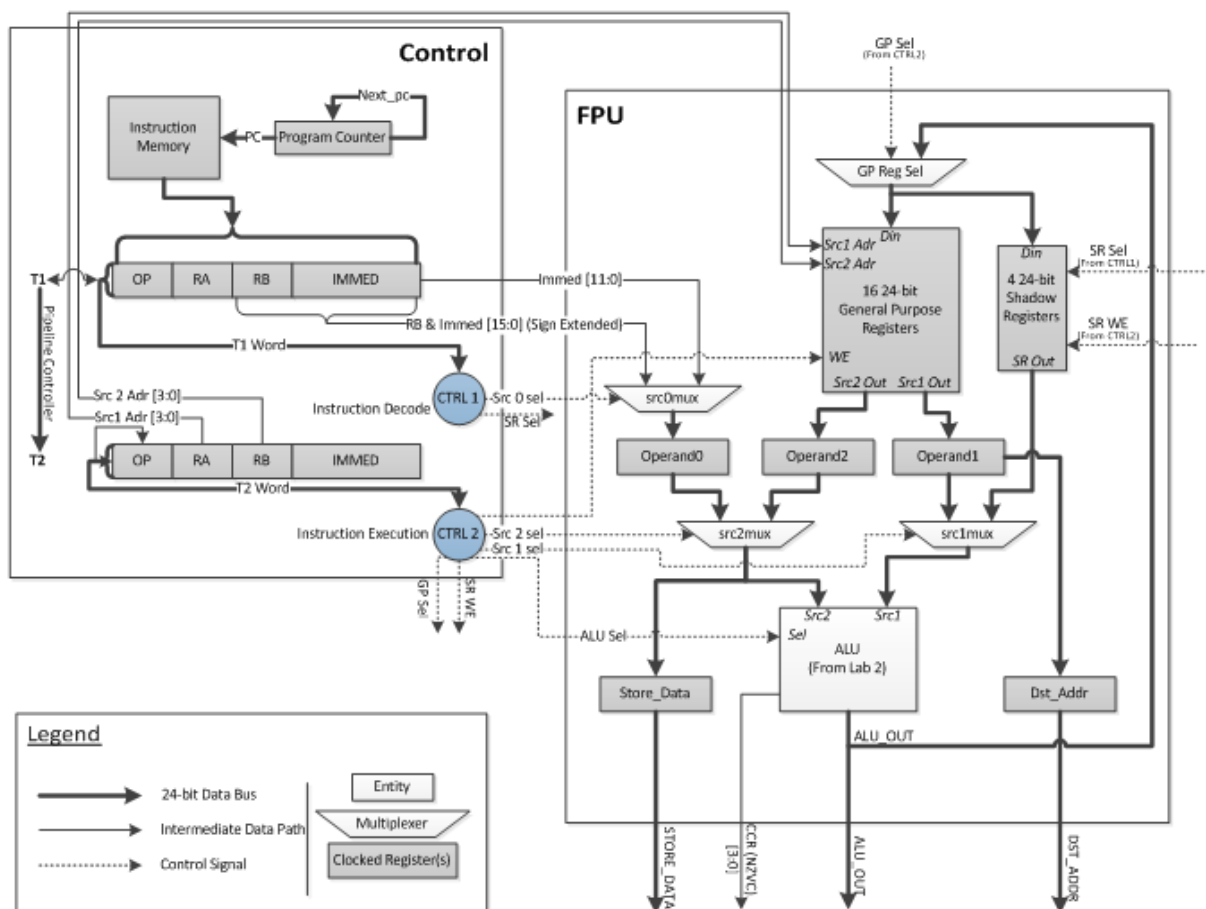 Control
GP Sel
(From CTRL2)
FPU
Next_pc
Instruction
Memory
PC
Program Counter
GP Reg Sel
Din
Src1 Adr
Src2 Adr
16 24-bit
General Purpose
Registers
WE
Src2 Out
Src1 Out
Din
4 24-bit
Shadow
Registers
SR Out
SR Sel
(From CTRL1)
SR WE
(From CTRL2)
T1
OP
RA
RB
IMMED
Immed [11:0]
RB & Immed [15:0] (Sign Extended)
Pipeline Controller
T1 Word
CTRL 1
Src 0 sel
src0mux
Instruction Decode
SR Sel
Src 2 Adr [3:0]
Src1 Adr [3:0]
T2
OP
RA
RB
IMMED
Operand0
Operand2
Operand1
T2 Word
Instruction Execution
CTRL 2
Src 2 sel
Src 1 sel
src2mux
src1mux
GP Sel
SR WE
ALU Sel
Src2
Src1
Sel
ALU
(From Lab 2)
Store_Data
Dst_Addr
ALU_OUT
STORE_DATA
CCR (NZVC)
[3:0]
ALU_OUT
DST_ADDR
Legend
24-bit Data Bus
Intermediate Data Path
Control Signal
Entity
Multiplexer
Clocked Register(s)